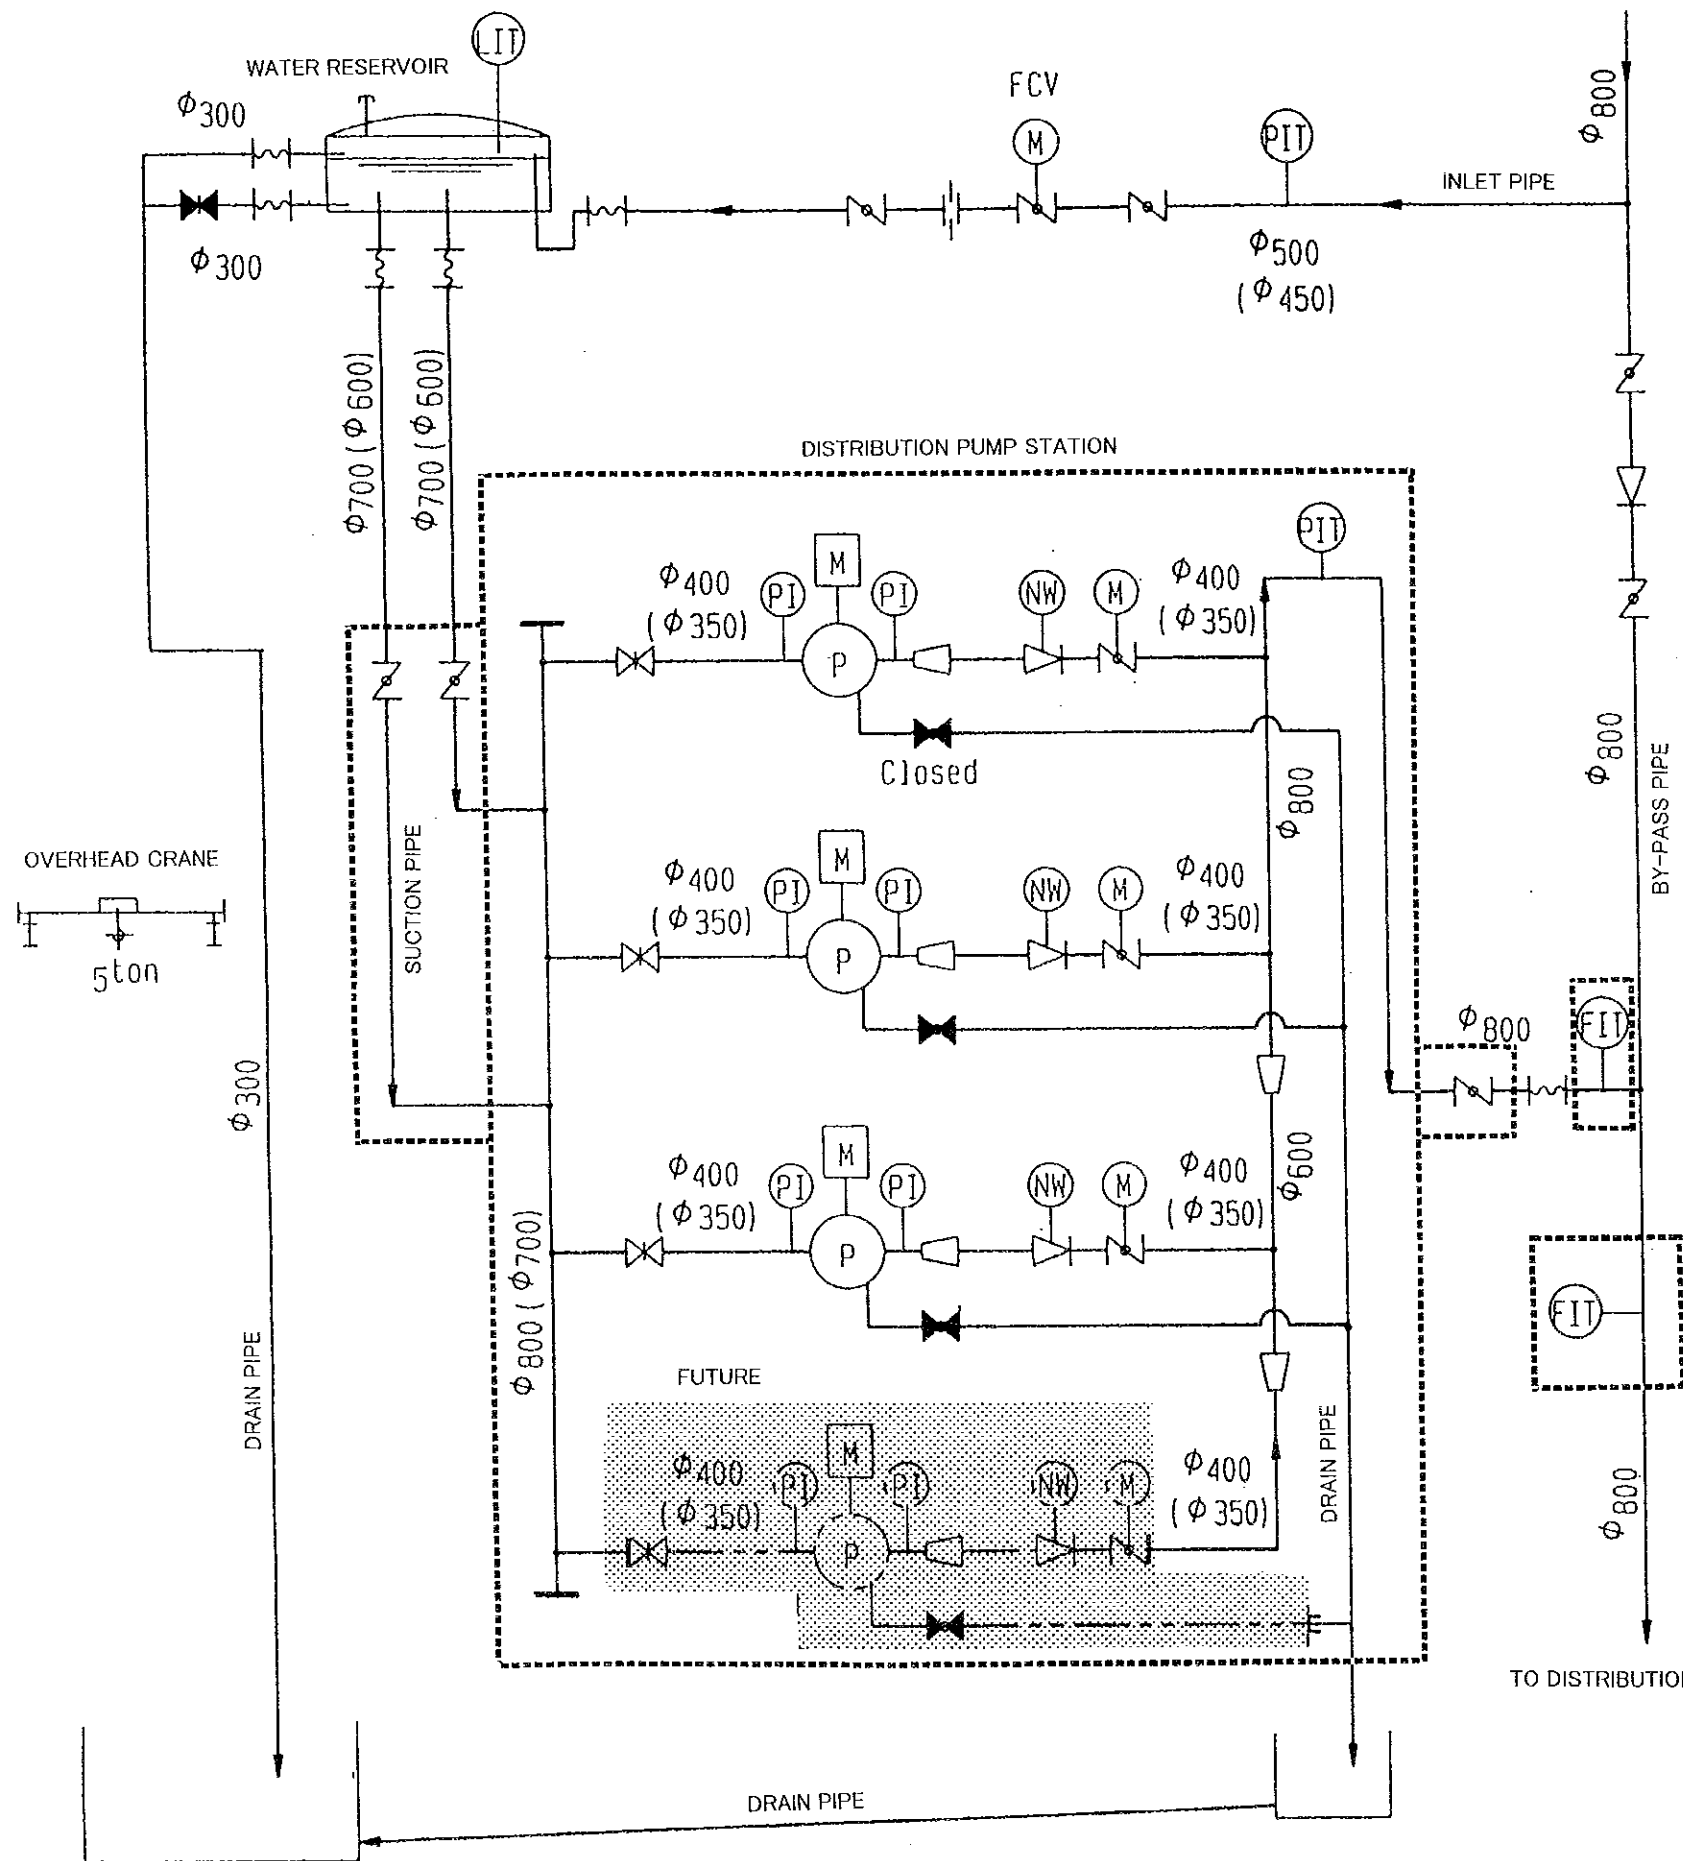 LIT
WATER RESERVOIR
FCV
ϕ800
ϕ300
M
PIT
INLET PIPE
ϕ300
ϕ500
(ϕ450)
ϕ700 (ϕ600)
ϕ700 (ϕ600)
DISTRIBUTION PUMP STATION
PIT
M
ϕ400
(ϕ350)
PI
PI
NW
M
ϕ400
(ϕ350)
P
Closed
ϕ800
ϕ800
BY-PASS PIPE
SUCTION PIPE
OVERHEAD CRANE
5ton
M
ϕ400
(ϕ350)
PI
PI
NW
M
ϕ400
(ϕ350)
P
ϕ800
FIT
ϕ300
M
ϕ400
(ϕ350)
PI
PI
NW
M
ϕ400
(ϕ350)
ϕ600
P
ϕ800 (ϕ700)
FIT
DRAIN PIPE
FUTURE
M
ϕ400
(ϕ350)
PI
PI
NW
M
ϕ400
(ϕ350)
DRAIN PIPE
P
ϕ800
TO DISTRIBUTION
DRAIN PIPE